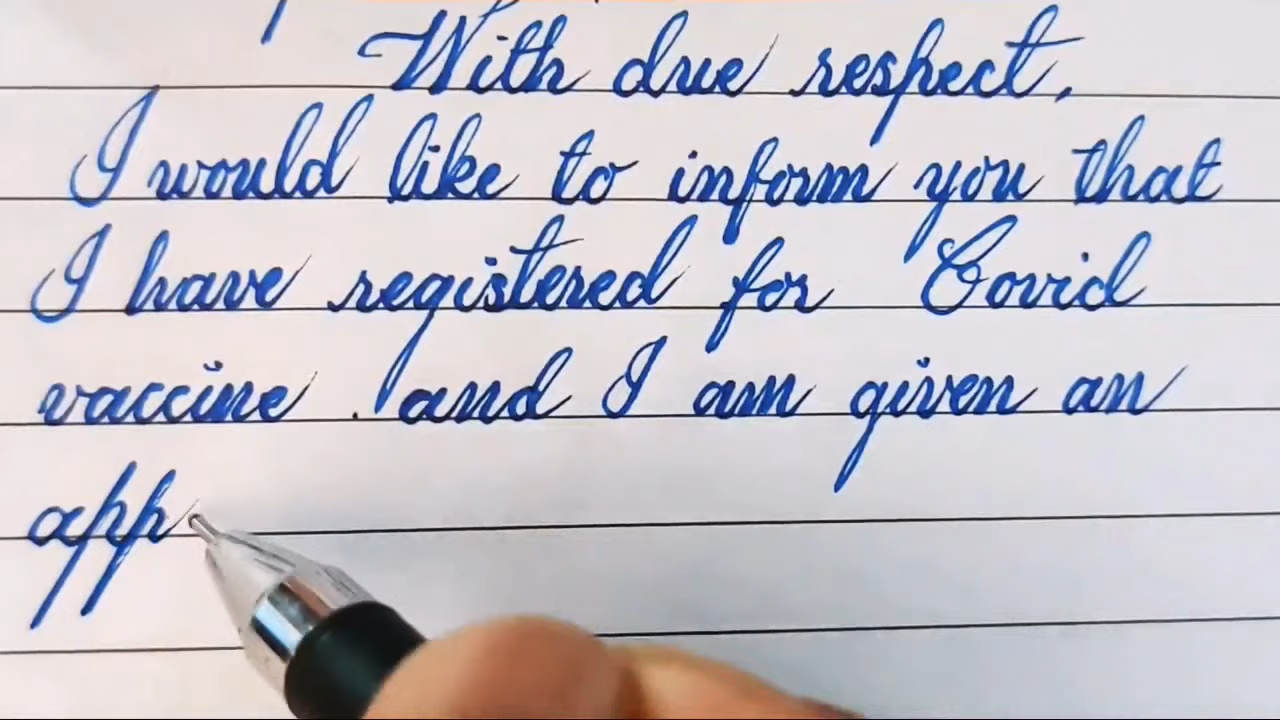 With due respect,
I would like to inform you that
I have registered for Covid
vaccine . and I am given an
app